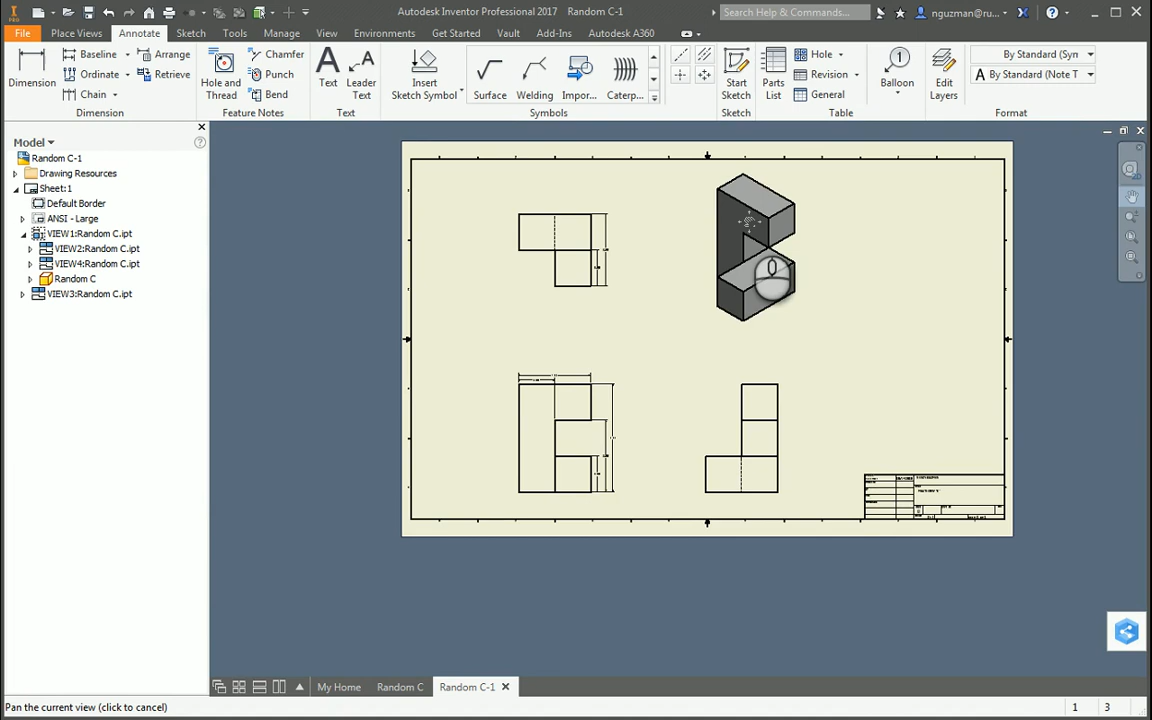 Autodesk Inventor Professional 2017 Random C-1
Search Help & Commands...
nguzman@ru...
I
PRO
File
Place Views
Annotate
Sketch
Tools
Manage
View
Environments
Get Started
Vault
Add-Ins
Autodesk A360
Dimension
Baseline
Ordinate
Chain
Arrange
Retrieve
Dimension
Hole and
Thread
Chamfer
Punch
Bend
Feature Notes
A
Text
Leader
Text
Text
Insert
Sketch Symbol
Surface
Welding
Impor...
Caterp...
Symbols
Start
Sketch
Sketch
Parts
List
Hole
Revision
General
Table
1
Balloon
Edit
Layers
By Standard (Syn
A By Standard (Note T
Format
Model
Random C-1
Drawing Resources
Sheet:1
Default Border
ANSI - Large
VIEW1:Random C.ipt
VIEW2:Random C.ipt
VIEW4:Random C.ipt
Random C
VIEW3:Random C.ipt
My Home
Random C
Random C-1
Pan the current view (click to cancel)
1
3